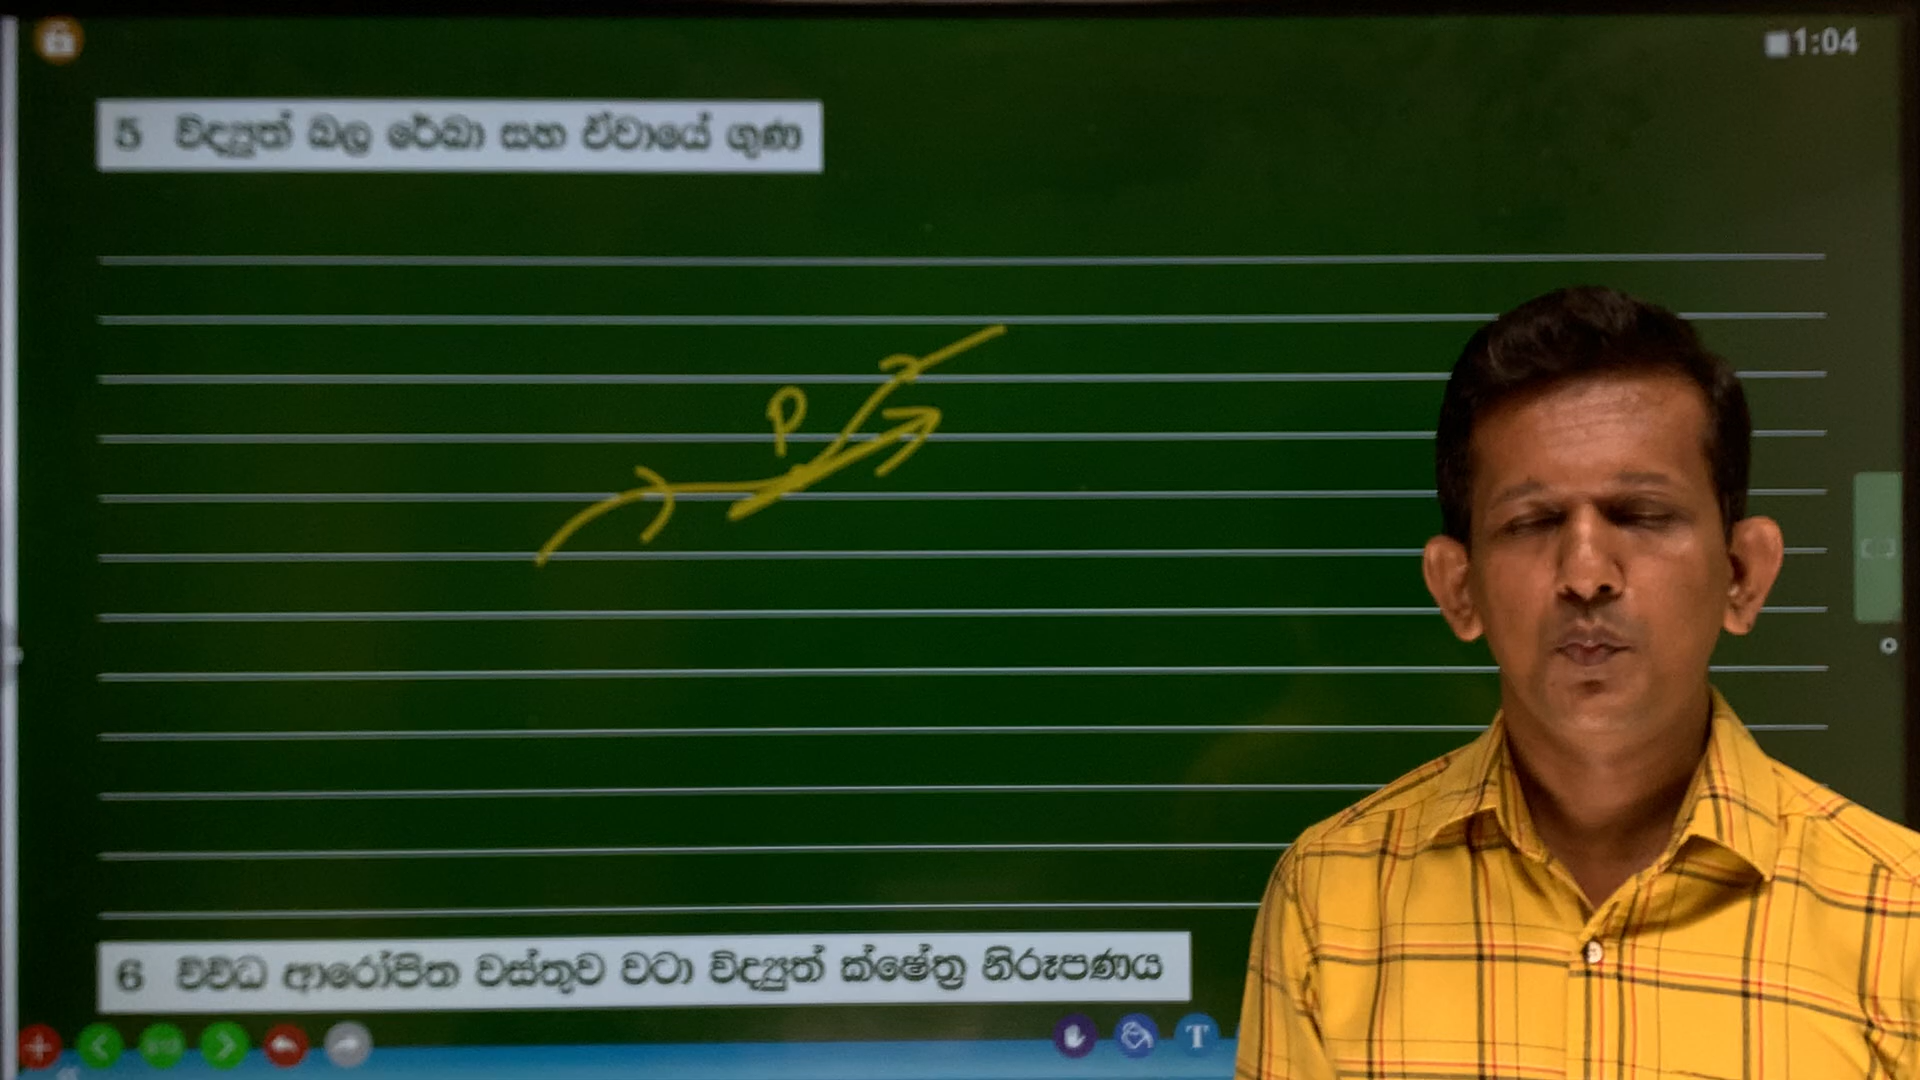 1:04
5 විද්‍යුත් බල රේඛා සහ ඒවායේ ගුණ
P
6 විවිධ ආරෝපිත වස්තුව වටා විද්‍යුත් ක්ෂේත්‍ර නිරූපණය
T